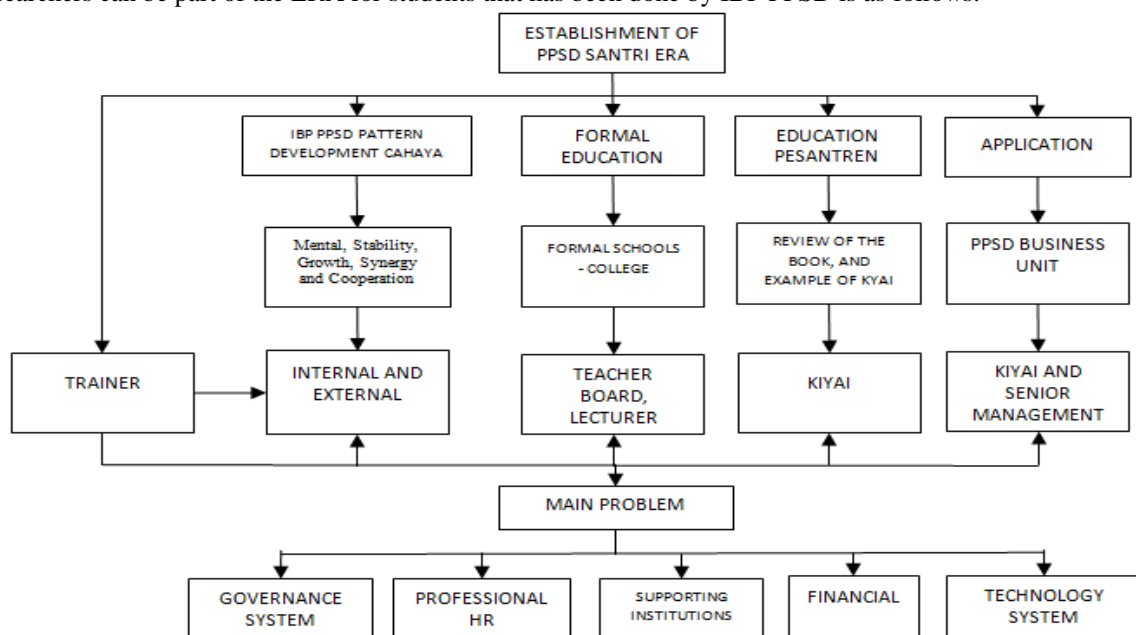 ESTABLISHMENT OF
PPSD SANTRI ERA
IBP PPSD PATTERN
DEVELOPMENT CAHAYA
FORMAL
EDUCATION
EDUCATION
PESANTREN
APPLICATION
Mental, Stability,
Growth, Synergy
and Cooperation
FORMAL SCHOOLS
- COLLEGE
REVIEW OF THE
BOOK, AND
EXAMPLE OF KYAI
PPSD BUSINESS
UNIT
TRAINER
INTERNAL AND
EXTERNAL
TEACHER
BOARD,
LECTURER
KIYAI
KIYAI AND
SENIOR
MANAGEMENT
MAIN PROBLEM
GOVERNANCE
SYSTEM
PROFESSIONAL
HR
SUPPORTING
INSTITUTIONS
FINANCIAL
TECHNOLOGY
SYSTEM